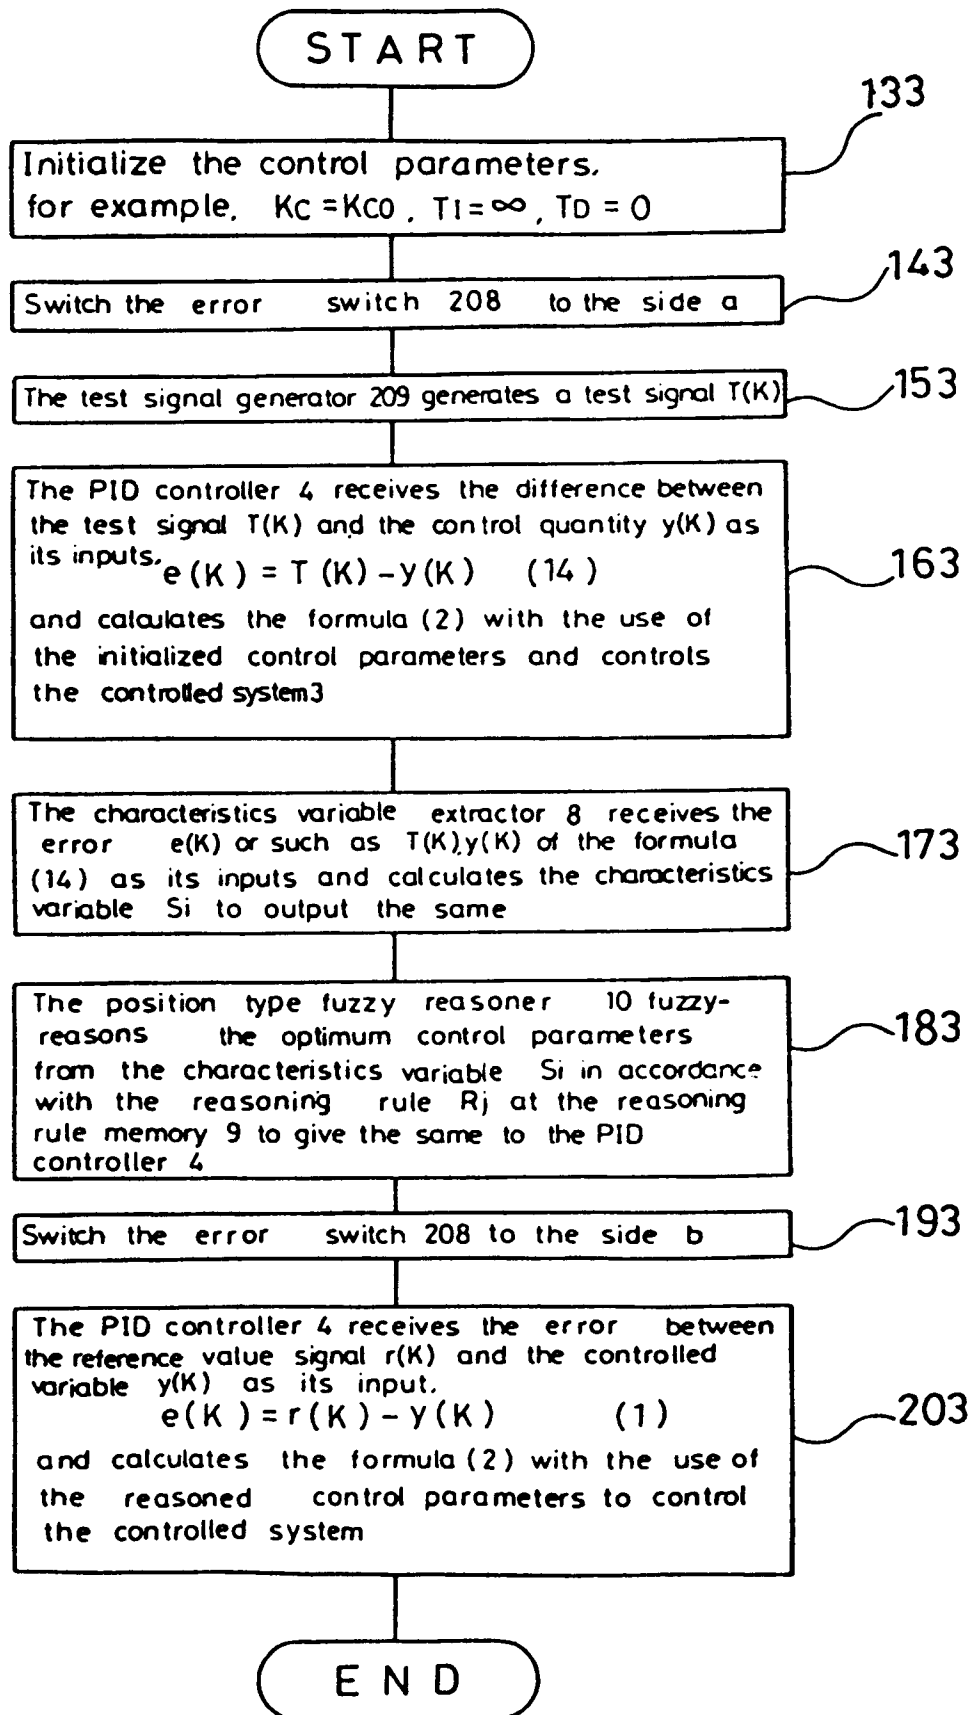 START
133
Initialize the control parameters.
for example. Kc = Kco, TI = ∞, TD = 0
143
Switch the error switch 208 to the side a
153
The test signal generator 209 generates a test signal T(K)
The PID controller 4 receives the difference between
the test signal T(K) and the control quantity y(K) as
its inputs.
e(K) = T(K) - y(K) (14)
163
and calculates the formula (2) with the use of
the initialized control parameters and controls
the controlled system3
The characteristics variable extractor 8 receives the
error e(K) or such as T(K),y(K) of the formula
173
(14) as its inputs and calculates the characteristics
variable Si to output the same
The position type fuzzy reasoner 10 fuzzy-
reasons the optimum control parameters
183
from the characteristics variable Si in accordance
with the reasoning rule Rj at the reasoning
rule memory 9 to give the same to the PID
controller 4
193
Switch the error switch 208 to the side b
The PID controller 4 receives the error between
the reference value signal r(K) and the controlled
variable y(K) as its input.
e(K) = r(K) - y(K) (1)
203
and calculates the formula (2) with the use of
the reasoned control parameters to control
the controlled system
END